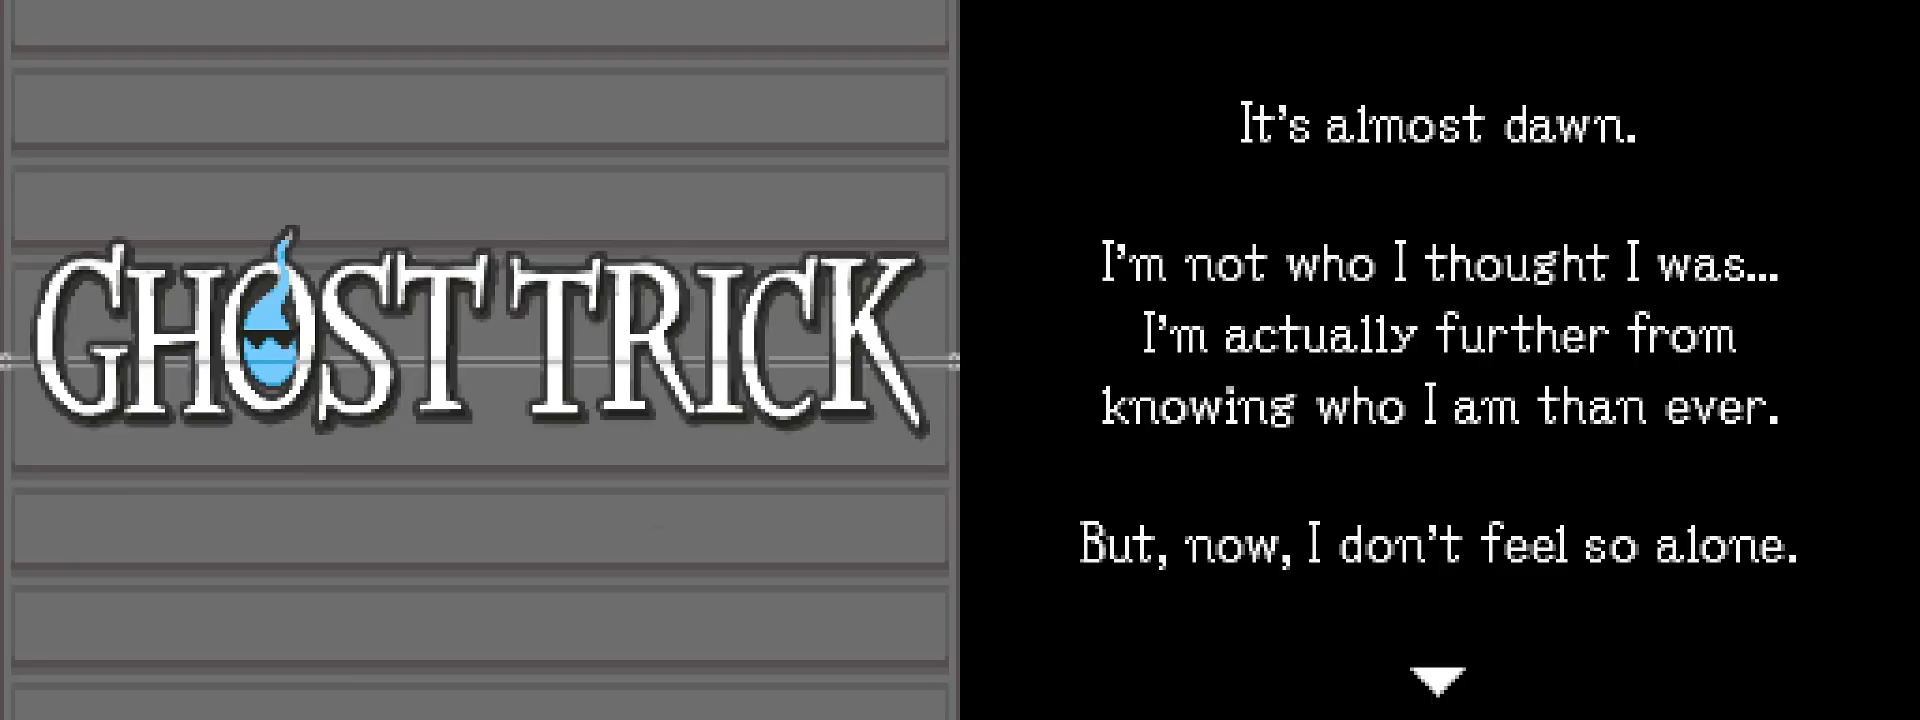 GHOST TRICK
It's almost dawn.
I'm not who I thought I was...
I'm actually further from
knowing who I am than ever.
But, now, I don't feel so alone.